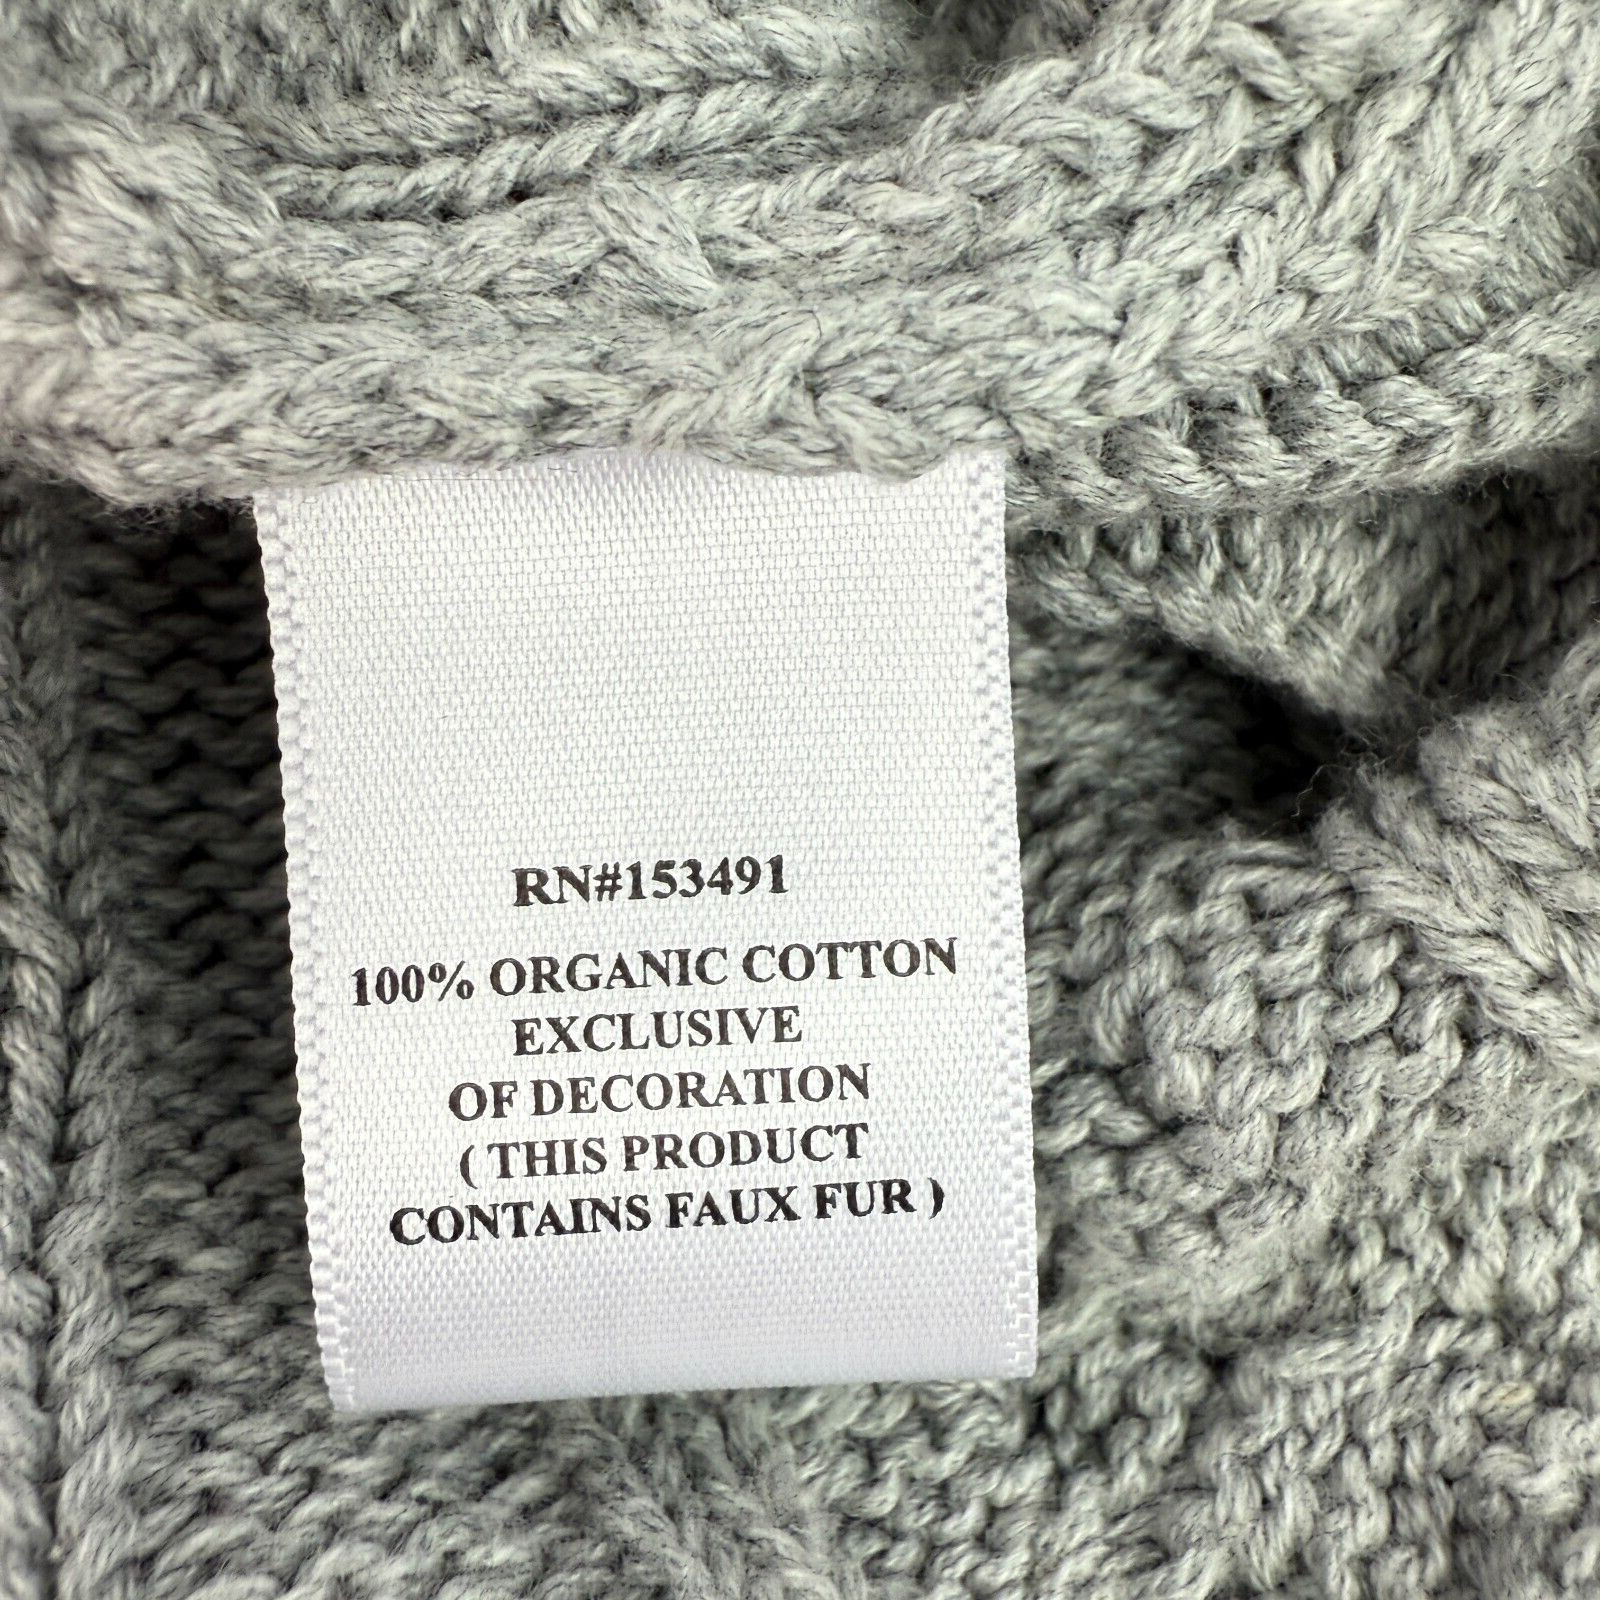 RN#153491
100% ORGANIC COTTON
EXCLUSIVE
OF DECORATION
( THIS PRODUCT
CONTAINS FAUX FUR )